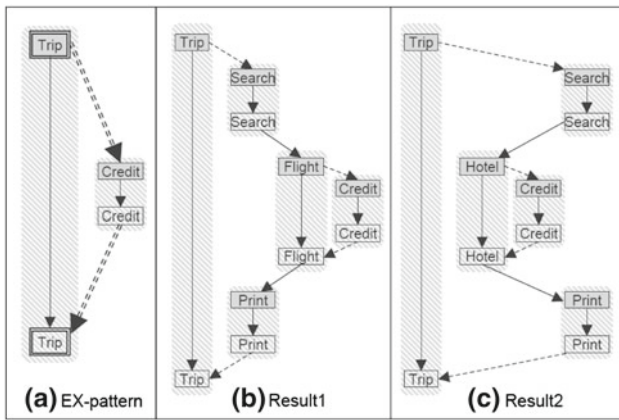 Trip
Credit
Credit
Trip
(a) EX-pattern
Trip
Search
Search
Flight
Credit
Credit
Flight
Print
Print
Trip
(b) Result1
Trip
Search
Search
Hotel
Credit
Credit
Hotel
Print
Print
Trip
(c) Result2